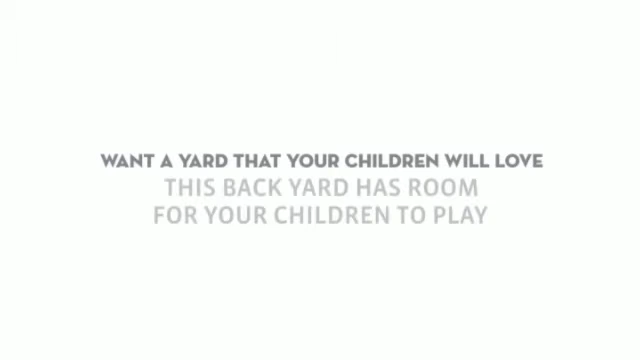 WANT A YARD THAT YOUR CHILDREN WILL LOVE
THIS BACK YARD HAS ROOM
FOR YOUR CHILDREN TO PLAY